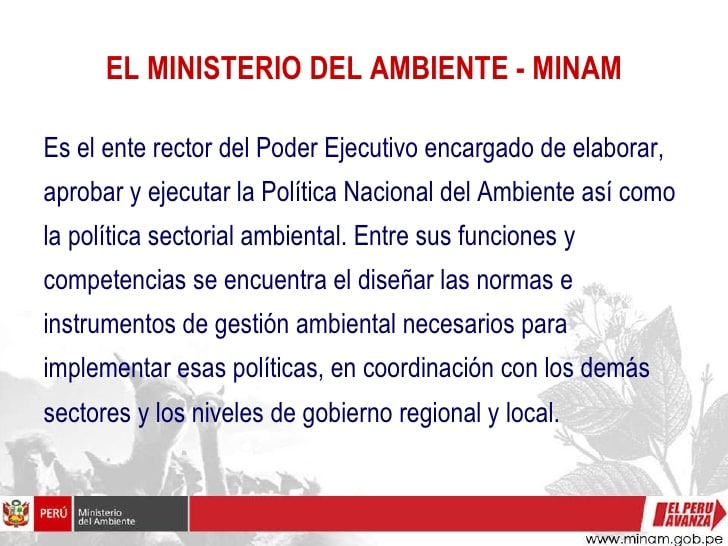 EL MINISTERIO DEL AMBIENTE - MINAM
Es el ente rector del Poder Ejecutivo encargado de elaborar,
aprobar y ejecutar la Política Nacional del Ambiente así como
la política sectorial ambiental. Entre sus funciones y
competencias se encuentra el diseñar las normas e
instrumentos de gestión ambiental necesarios para
implementar esas políticas, en coordinación con los demás
sectores y los niveles de gobierno regional y local.
PERÚ
Ministerio
del Ambiente
EL PERU
AVANZA
www.minam.gob.pe